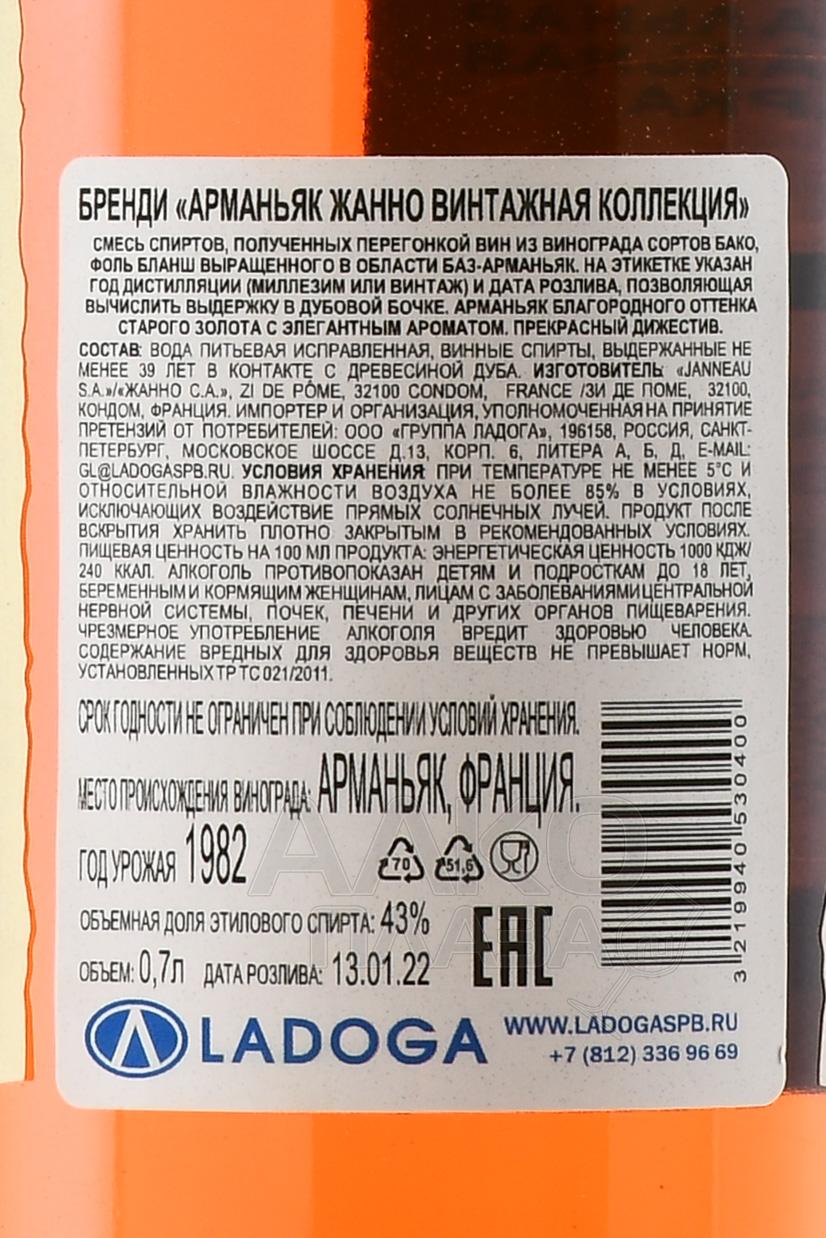 БРЕНДИ «АРМАНЬЯК ЖАННО ВИНТАЖНАЯ КОЛЛЕКЦИЯ»
СМЕСЬ СПИРТОВ, ПОЛУЧЕННЫХ ПЕРЕГОНКОЙ ВИН ИЗ ВИНОГРАДА СОРТОВ БАКО,
ФОЛЬ БЛАНШ ВЫРАЩЕННОГО В ОБЛАСТИ БАЗ-АРМАНЬЯК. НА ЭТИКЕТКЕ УКАЗАН
ГОД ДИСТИЛЛЯЦИИ (МИЛЛЕЗИМ ИЛИ ВИНТАЖ) И ДАТА РОЗЛИВА, ПОЗВОЛЯЮЩАЯ
ВЫЧИСЛИТЬ ВЫДЕРЖКУ В ДУБОВОЙ БОЧКЕ. АРМАНЬЯК БЛАГОРОДНОГО ОТТЕНКА
СТАРОГО ЗОЛОТА С ЭЛЕГАНТНЫМ АРОМАТОМ. ПРЕКРАСНЫЙ ДИЖЕСТИВ.
СОСТАВ: ВОДА ПИТЬЕВАЯ ИСПРАВЛЕННАЯ, ВИННЫЕ СПИРТЫ, ВЫДЕРЖАННЫЕ НЕ
МЕНЕЕ 39 ЛЕТ В КОНТАКТЕ С ДРЕВЕСИНОЙ ДУБА. ИЗГОТОВИТЕЛЬ: «JANNEAU
S.A.»/«ЖАННО С.А.», ZI DE PÔME, 32100 CONDOM, FRANCE /ЗИ ДЕ ПОМЕ, 32100,
КОНДОМ, ФРАНЦИЯ. ИМПОРТЕР И ОРГАНИЗАЦИЯ, УПОЛНОМОЧЕННАЯ НА ПРИНЯТИЕ
ПРЕТЕНЗИЙ ОТ ПОТРЕБИТЕЛЕЙ: ООО «ГРУППА ЛАДОГА», 196158, РОССИЯ, САНКТ-
ПЕТЕРБУРГ, МОСКОВСКОЕ ШОССЕ Д.13, КОРП. 6, ЛИТЕРА А, Б, Д, E-MAIL:
GL@LADOGASPB.RU. УСЛОВИЯ ХРАНЕНИЯ: ПРИ ТЕМПЕРАТУРЕ НЕ МЕНЕЕ 5°С И
ОТНОСИТЕЛЬНОЙ ВЛАЖНОСТИ ВОЗДУХА НЕ БОЛЕЕ 85% В УСЛОВИЯХ,
ИСКЛЮЧАЮЩИХ ВОЗДЕЙСТВИЕ ПРЯМЫХ СОЛНЕЧНЫХ ЛУЧЕЙ. ПРОДУКТ ПОСЛЕ
ВСКРЫТИЯ ХРАНИТЬ ПЛОТНО ЗАКРЫТЫМ В РЕКОМЕНДОВАННЫХ УСЛОВИЯХ.
ПИЩЕВАЯ ЦЕННОСТЬ НА 100 МЛ ПРОДУКТА: ЭНЕРГЕТИЧЕСКАЯ ЦЕННОСТЬ 1000 КДЖ/
240 ККАЛ. АЛКОГОЛЬ ПРОТИВОПОКАЗАН ДЕТЯМ И ПОДРОСТКАМ ДО 18 ЛЕТ,
БЕРЕМЕННЫМ И КОРМЯЩИМ ЖЕНЩИНАМ, ЛИЦАМ С ЗАБОЛЕВАНИЯМИ ЦЕНТРАЛЬНОЙ
НЕРВНОЙ СИСТЕМЫ, ПОЧЕК, ПЕЧЕНИ И ДРУГИХ ОРГАНОВ ПИЩЕВАРЕНИЯ.
ЧРЕЗМЕРНОЕ УПОТРЕБЛЕНИЕ АЛКОГОЛЯ ВРЕДИТ ЗДОРОВЬЮ ЧЕЛОВЕКА.
СОДЕРЖАНИЕ ВРЕДНЫХ ДЛЯ ЗДОРОВЬЯ ВЕЩЕСТВ НЕ ПРЕВЫШАЕТ НОРМ,
УСТАНОВЛЕННЫХ ТР ТС 021/2011.
СРОК ГОДНОСТИ НЕ ОГРАНИЧЕН ПРИ СОБЛЮДЕНИИ УСЛОВИЙ ХРАНЕНИЯ.
МЕСТО ПРОИСХОЖДЕНИЯ ВИНОГРАДА: АРМАНЬЯК, ФРАНЦИЯ.
ГОД УРОЖАЯ 1982
70 51,6
ОБЪЕМНАЯ ДОЛЯ ЭТИЛОВОГО СПИРТА: 43%
ОБЪЕМ: 0,7Л ДАТА РОЗЛИВА: 13.01.22
EAC
3 219940 530400
LADOGA
WWW.LADOGASPB.RU
+7 (812) 336 96 69
АЛКО
ПЛАЗА